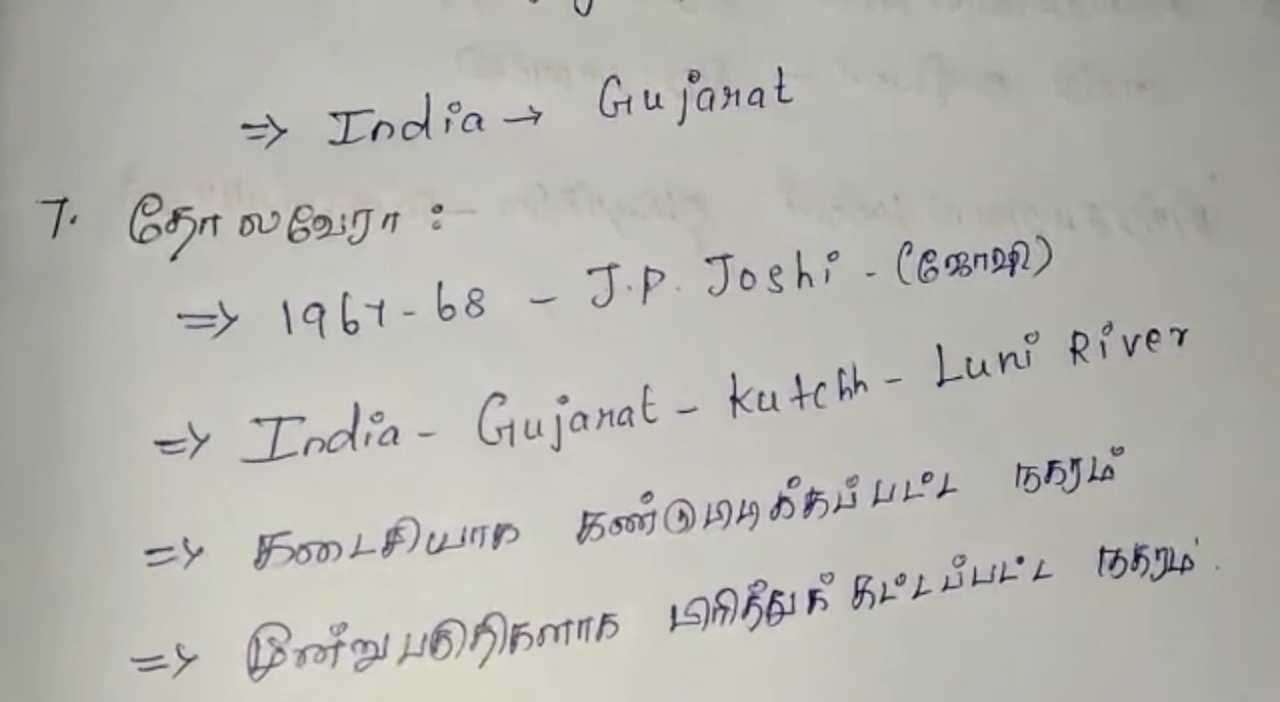 => India → Gujarat
7. தோலவேரா :
=> 1967-68 - J.P. Joshi - (ஜோஷி)
=> India - Gujarat - Kutchh - Luni River
=> கடைசியாக கண்டுபிடிக்கப்பட்ட நகரம்
=> மூன்று பகுதிகளாக பிரித்துக் கட்டப்பட்ட நகரம்.